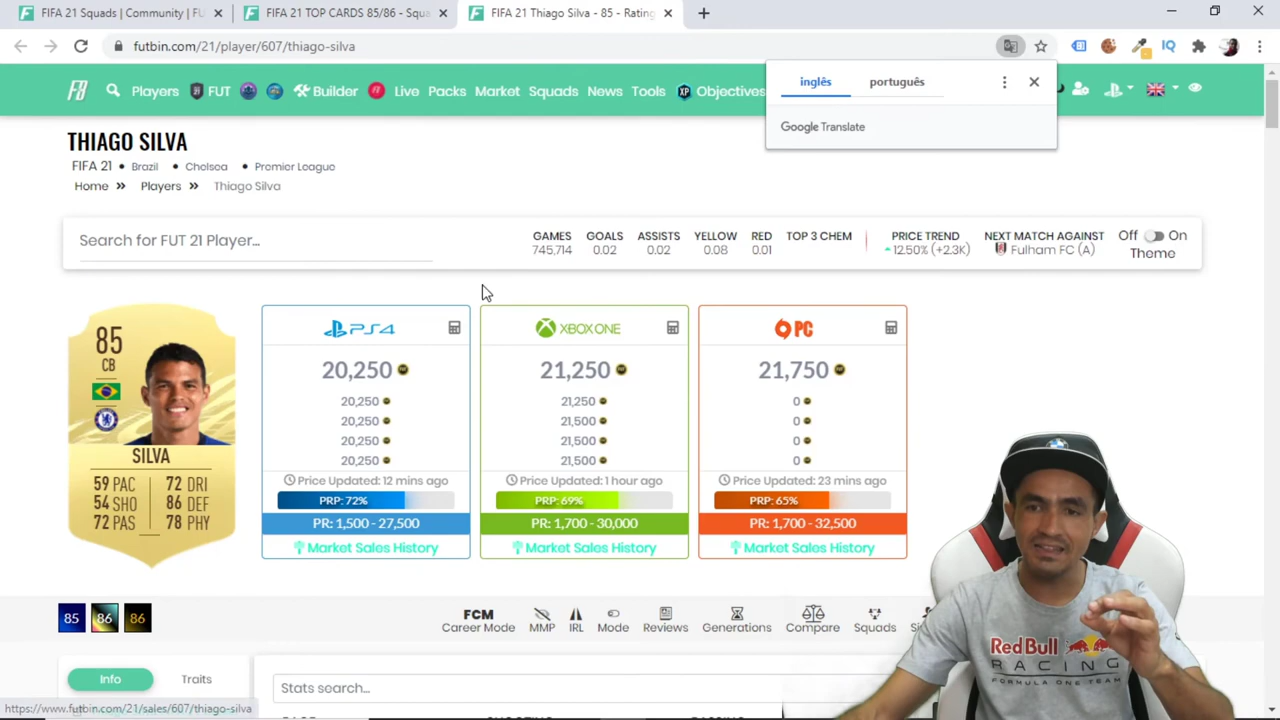 FIFA 21 Squads | Community | FU
FIFA 21 TOP CARDS 85/86 - Squa
FIFA 21 Thiago Silva - 85 - Rating
futbin.com/21/player/607/thiago-silva
IQ
inglês português
Google Translate
F8 Players FUT Builder Live Packs Market Squads News Tools XP Objectives
THIAGO SILVA
FIFA 21 • Brazil • Chelsea • Premier League
Home » Players » Thiago Silva
Search for FUT 21 Player...
GAMES GOALS ASSISTS YELLOW RED TOP 3 CHEM PRICE TREND NEXT MATCH AGAINST Off On
745,714 0.02 0.02 0.08 0.01 12.50% (+2.3K) Fulham FC (A) Theme
85
CB
SILVA
59 PAC 72 DRI
54 SHO 86 DEF
72 PAS 78 PHY
PS4
20,250
20,250
20,250
20,250
20,250
Price Updated: 12 mins ago
PRP: 72%
PR: 1,500 - 27,500
Market Sales History
XBOX ONE
21,250
21,250
21,500
21,500
21,500
Price Updated: 1 hour ago
PRP: 69%
PR: 1,700 - 30,000
Market Sales History
PC
21,750
0
0
0
0
Price Updated: 23 mins ago
PRP: 65%
PR: 1,700 - 32,500
Market Sales History
85 86 86
FCM
Career Mode MMP IRL Mode Reviews Generations Compare Squads
Info Traits
Stats search...
https://www.futbin.com/21/sales/607/thiago-silva
Red Bull
RACING
FORMULA ONE TEAM